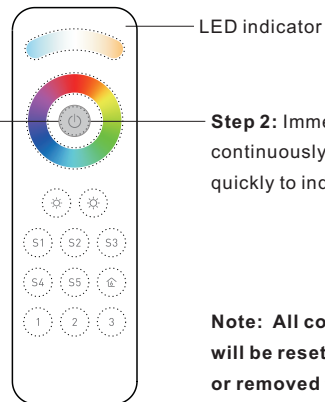 LED indicator
Step 2: Imme
continuously
quickly to ind
S1 S2 S3
S4 S5
1 2 3
Note: All co
will be reset
or removed